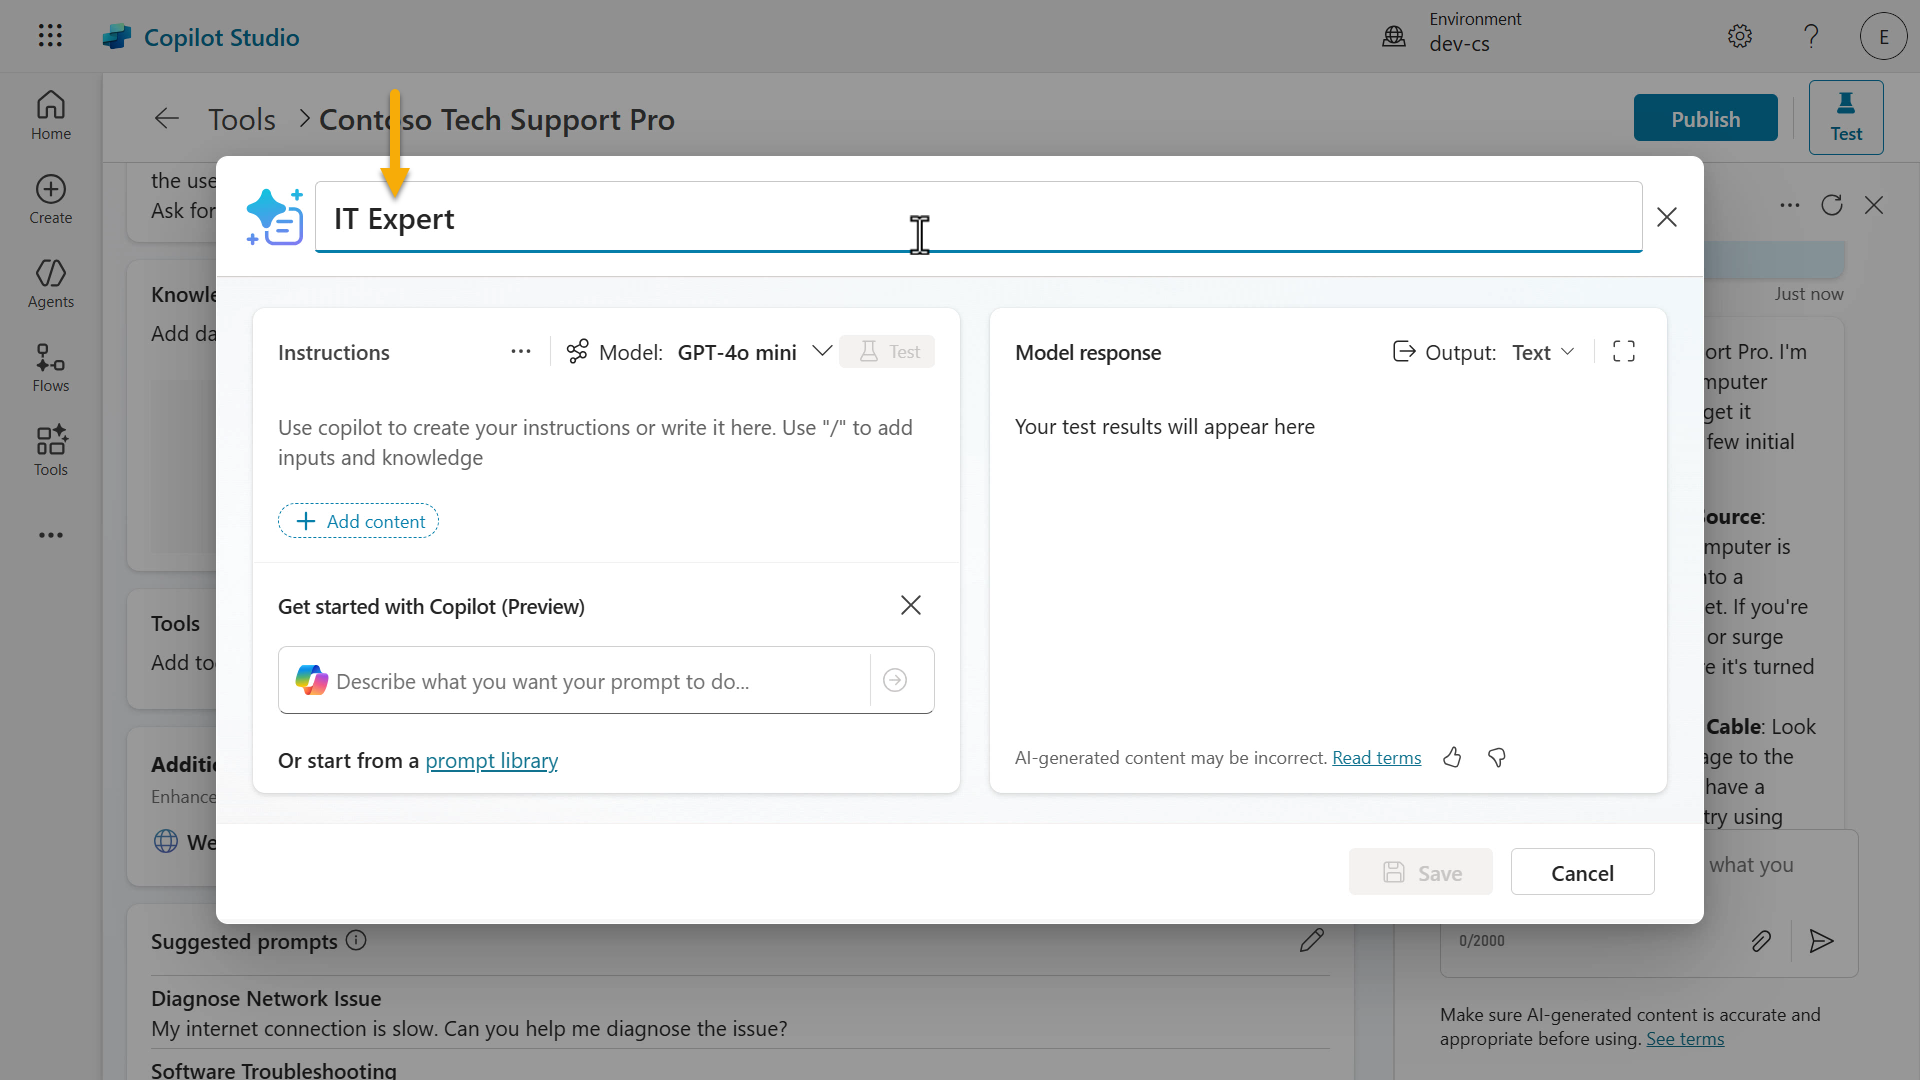 Copilot Studio
Environment
dev-cs
E
Home
Create
Agents
Flows
Tools
Tools > Contoso Tech Support Pro
Publish
Test
the use
Ask for
Knowle
Add da
Tools
Add to
Additi
Enhance
We
IT Expert
Instructions
Model: GPT-4o mini
Test
Use copilot to create your instructions or write it here. Use "/" to add
inputs and knowledge
Add content
Get started with Copilot (Preview)
Describe what you want your prompt to do...
Or start from a prompt library
Model response
Output: Text
Your test results will appear here
AI-generated content may be incorrect. Read terms
Save
Cancel
Suggested prompts
Diagnose Network Issue
My internet connection is slow. Can you help me diagnose the issue?
Software Troubleshooting
Just now
ort Pro. I'm
mputer
get it
few initial
Source:
mputer is
nto a
et. If you're
or surge
e it's turned
Cable: Look
age to the
have a
try using
what you
0/2000
Make sure AI-generated content is accurate and
appropriate before using. See terms